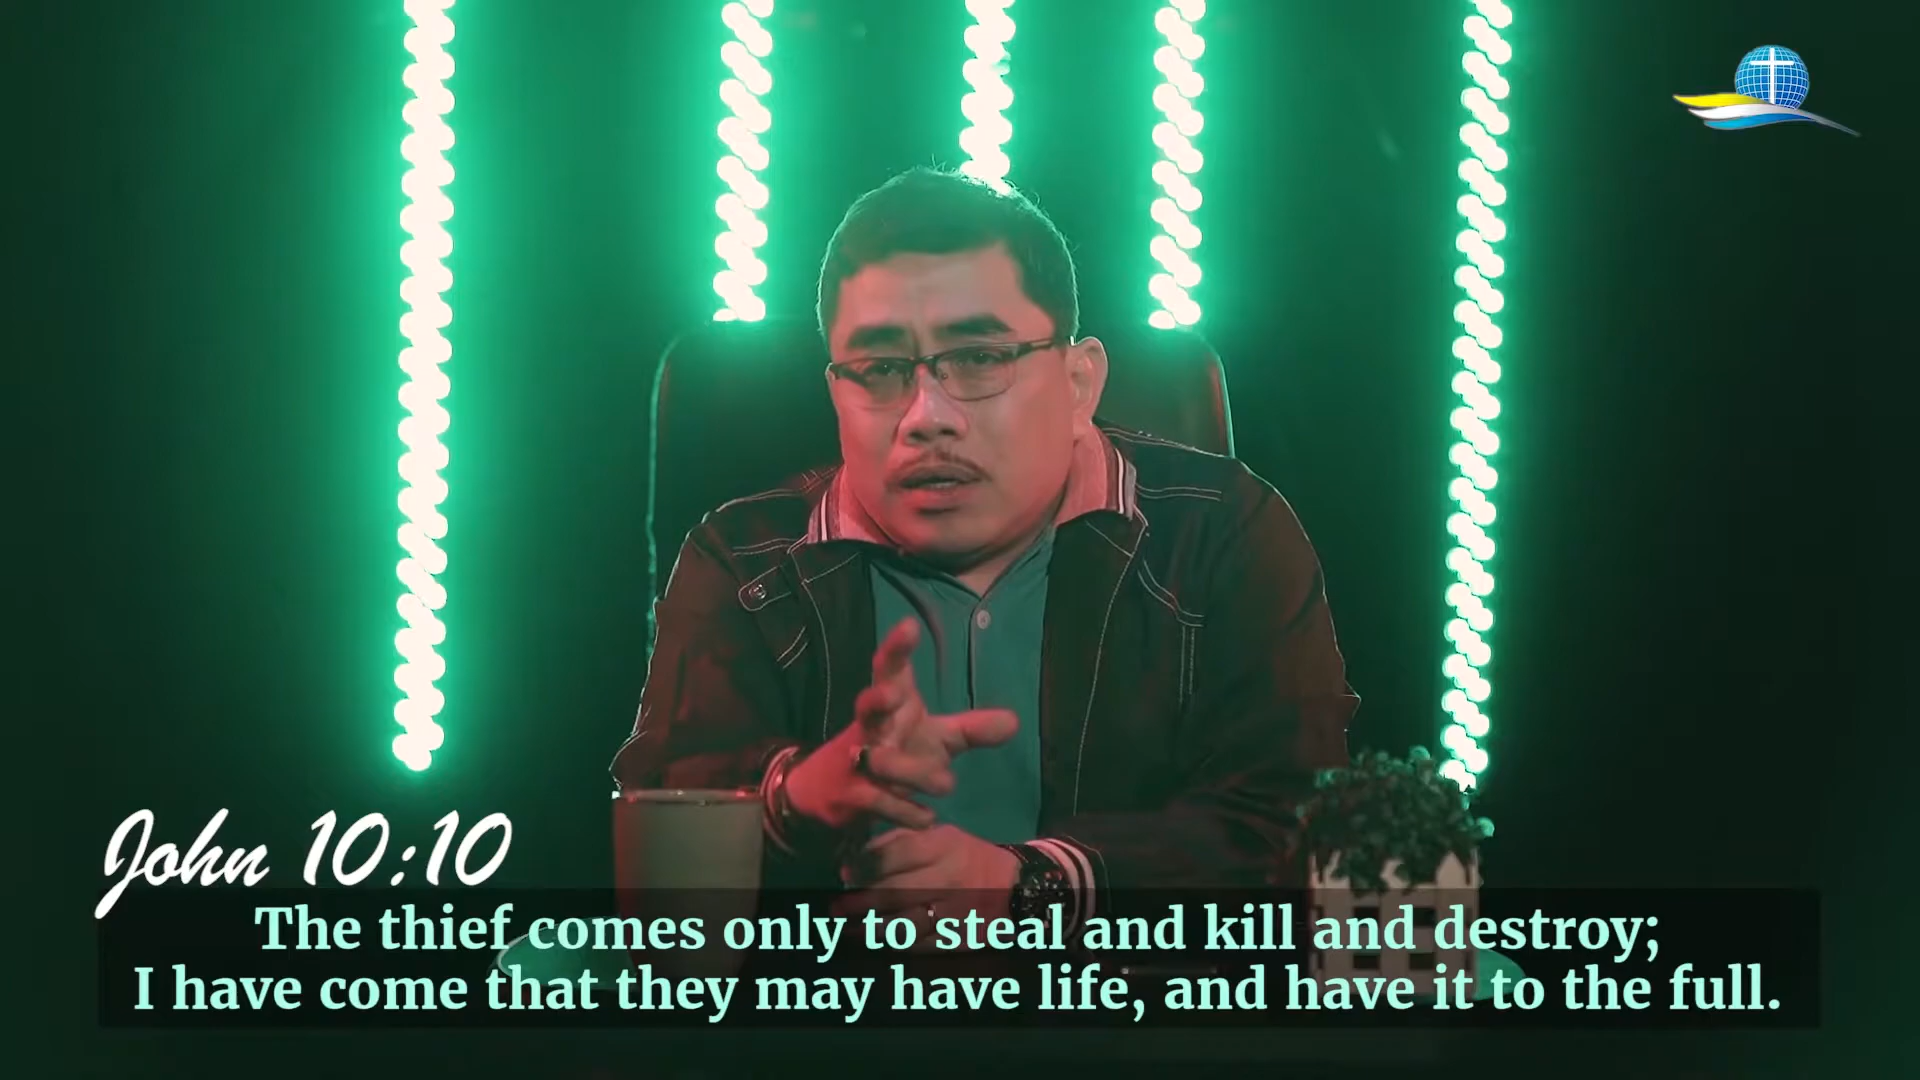 John 10:10
The thief comes only to steal and kill and destroy;
I have come that they may have life, and have it to the full.